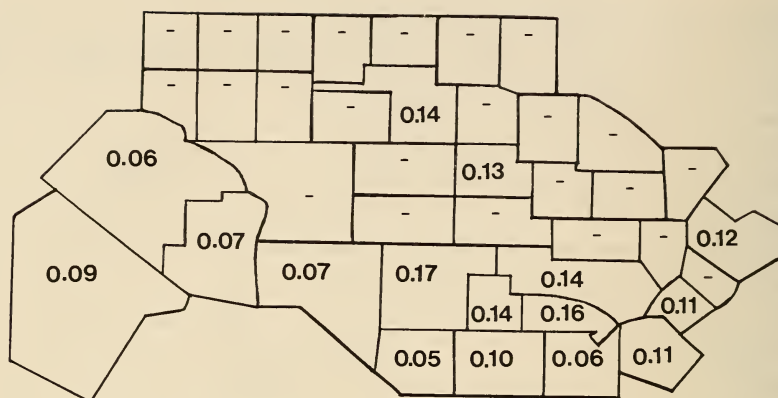 - - - - - - -
- - - - 0.14 - - -
0.06 - 0.13 - - -
- - - - 0.12
0.07 0.07 0.17 0.14 -
0.09 0.14 0.16 0.11
0.05 0.10 0.06 0.11